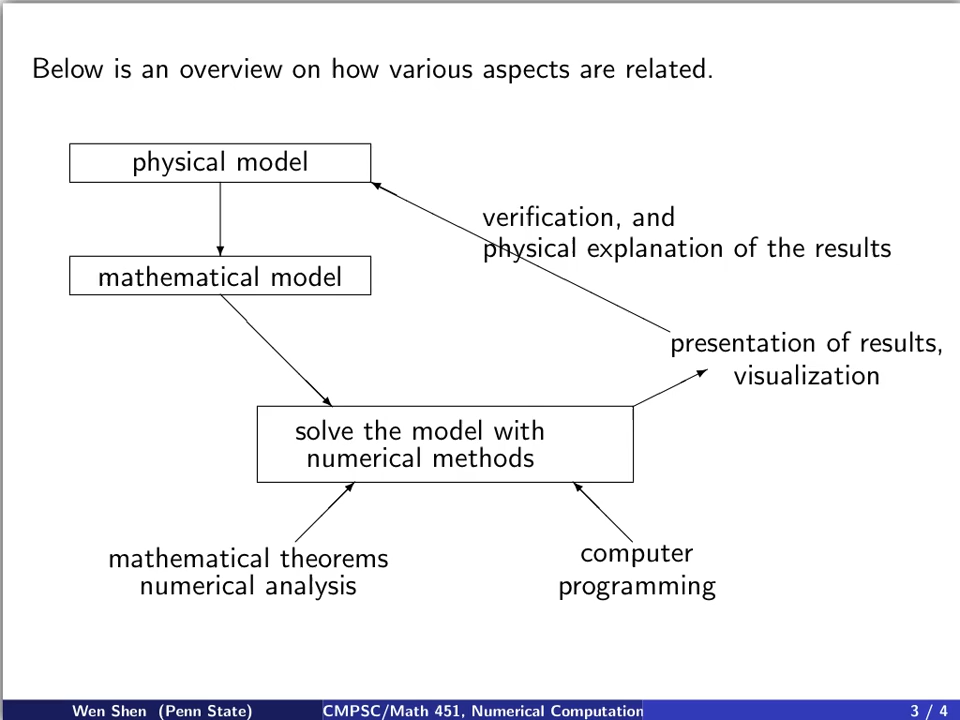 Below is an overview on how various aspects are related.
physical model
verification, and
physical explanation of the results
mathematical model
presentation of results,
visualization
solve the model with
numerical methods
mathematical theorems
numerical analysis
computer
programming
Wen Shen (Penn State) CMPSC/Math 451, Numerical Computation 3 / 4